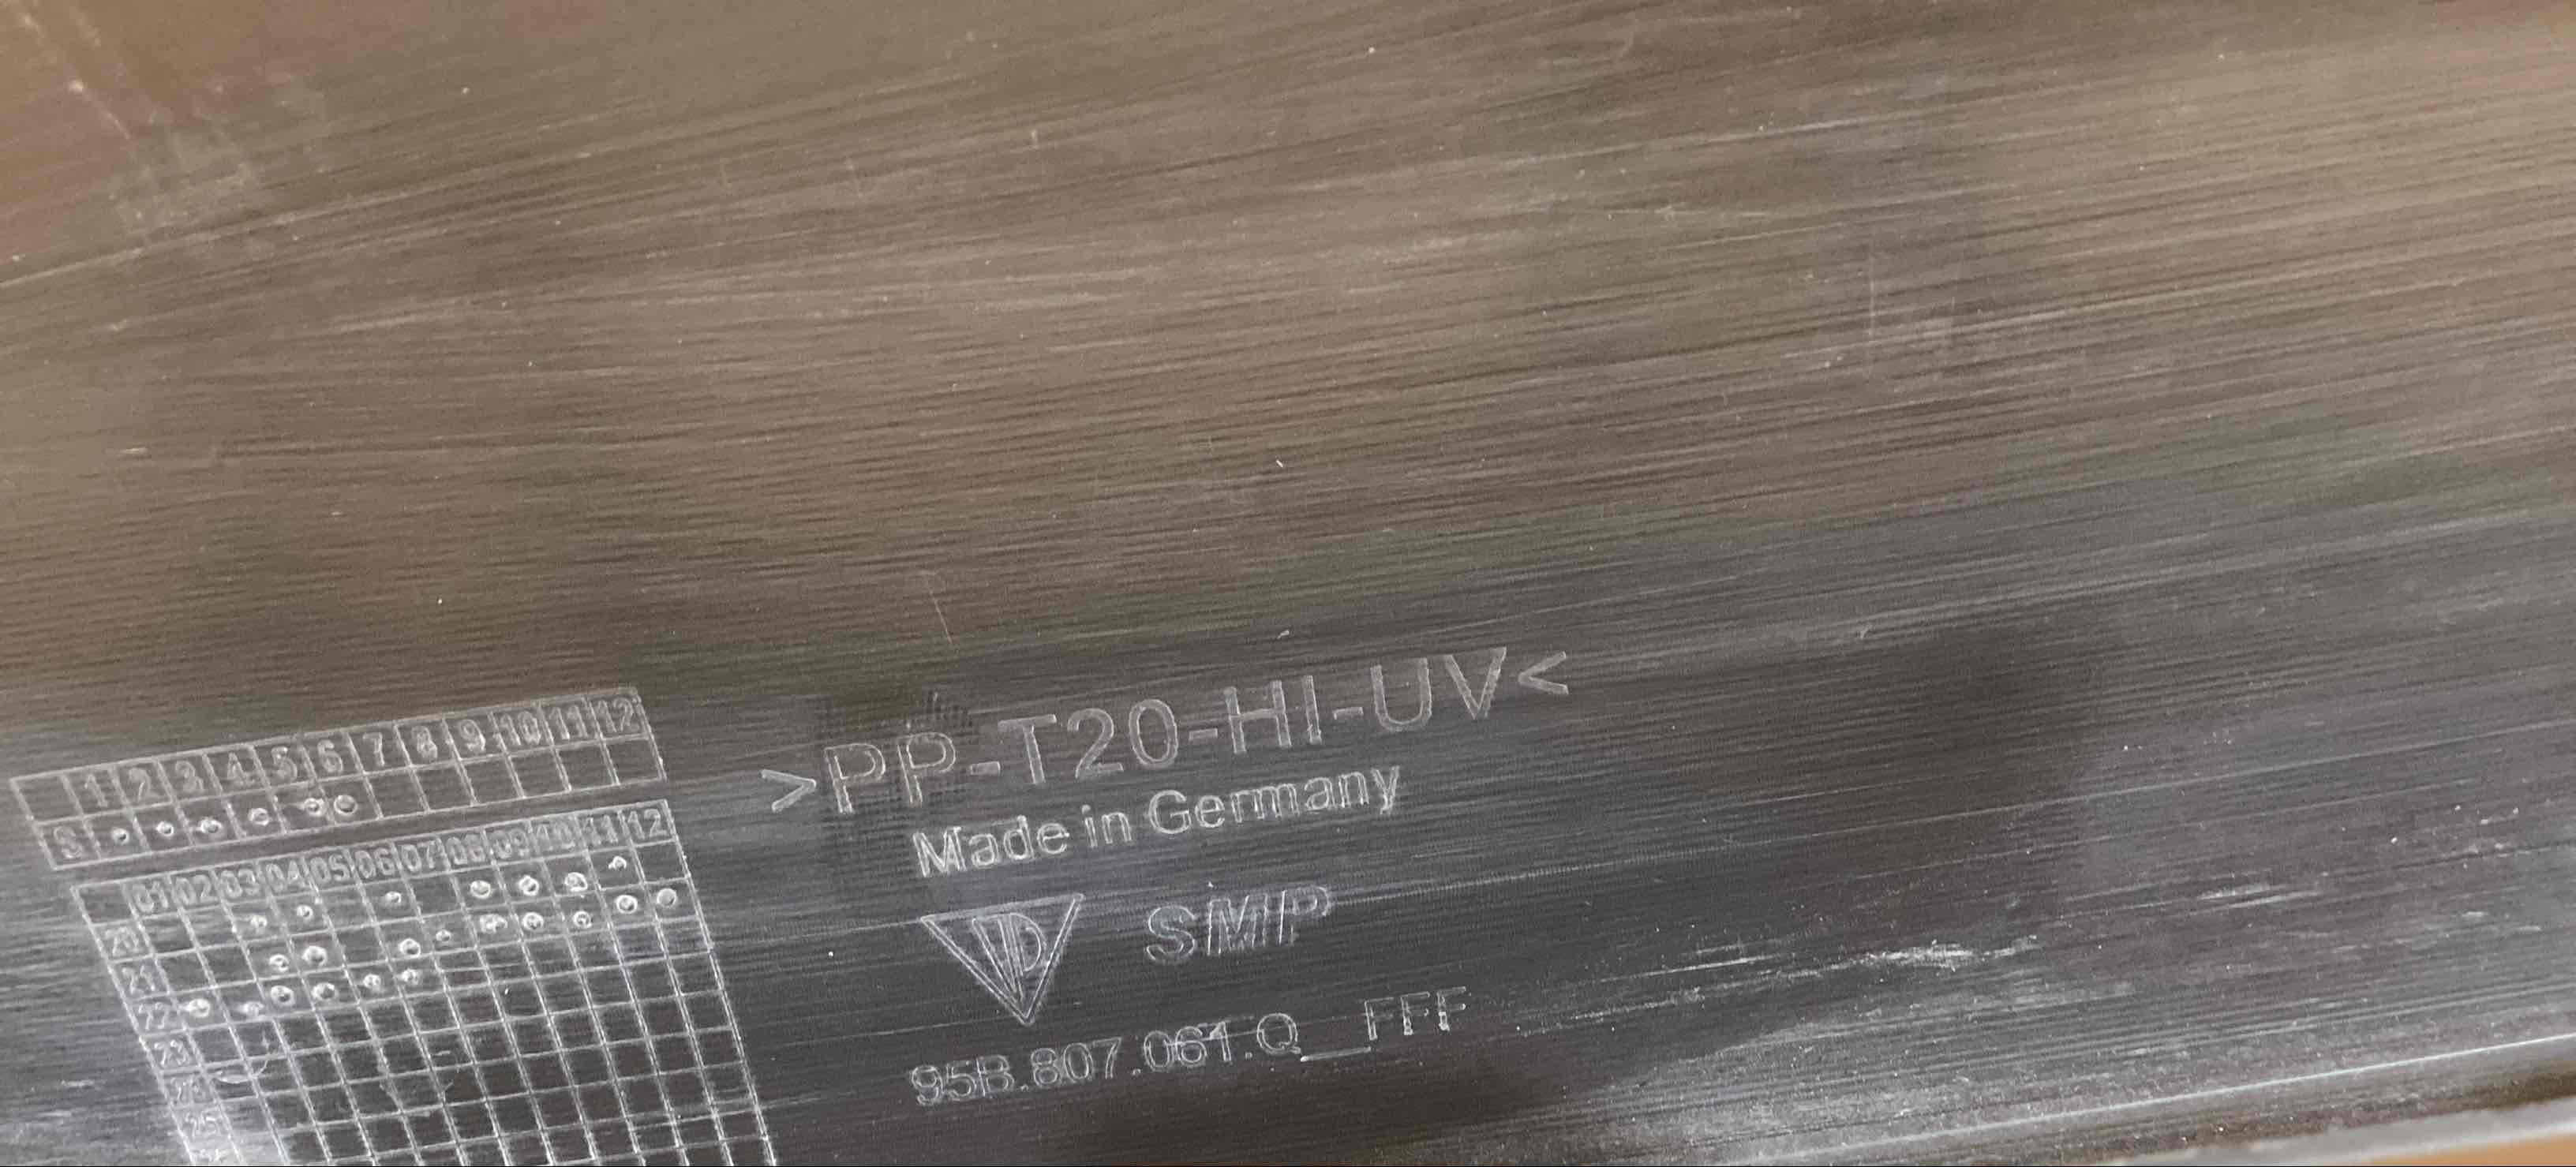 1 2 3 4 5 6 7 8 9 10 11 12
S
01 02 03 04 05 06 07 08 09 10 11 12
20
21
22
23
25
>PP-T20-HI-UV<
Made in Germany
SMP
95B.807.061.Q__FFF